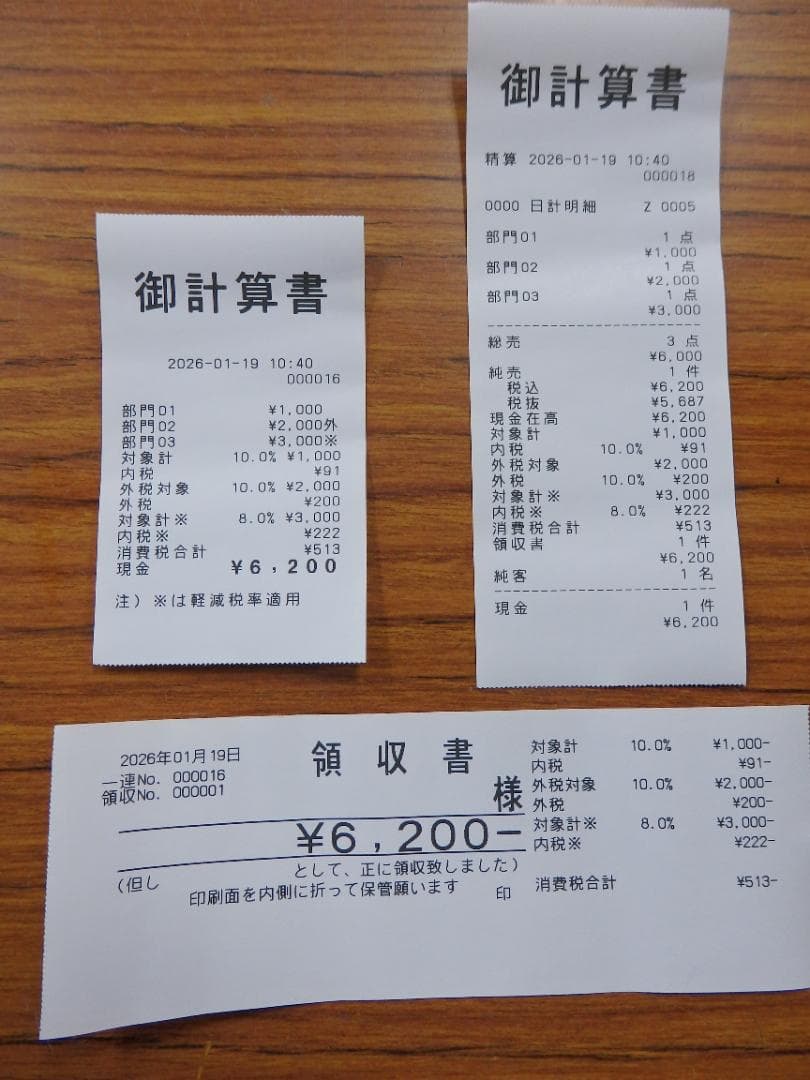 御計算書
2026-01-19 10:40
000016
部門01 ¥1,000
部門02 ¥2,000外
部門03 ¥3,000※
対象計 10.0% ¥1,000
内税 ¥91
外税対象 10.0% ¥2,000
外税 ¥200
対象計※ 8.0% ¥3,000
内税※ ¥222
消費税合計 ¥513
現金 ¥6,200
注) ※は軽減税率適用
御計算書
精算 2026-01-19 10:40
000018
0000 日計明細 Z 0005
部門01 1 点
¥1,000
部門02 1 点
¥2,000
部門03 1 点
¥3,000
総売 3 点
¥6,000
純売 1 件
税込 ¥6,200
税抜 ¥5,687
現金在高 ¥6,200
対象計 ¥1,000
内税 10.0% ¥91
外税対象 ¥2,000
外税 10.0% ¥200
対象計※ ¥3,000
内税※ 8.0% ¥222
消費税合計 ¥513
領収書 1 件
¥6,200
純客 1 名
現金 1 件
¥6,200
領収書
2026年01月19日
一連No. 000016
領収No. 000001
様
¥6,200-
(但し として、正に領収致しました)
印刷面を内側に折って保管願います 印
対象計 10.0% ¥1,000-
内税 ¥91-
外税対象 10.0% ¥2,000-
外税 ¥200-
対象計※ 8.0% ¥3,000-
内税※ ¥222-
消費税合計 ¥513-